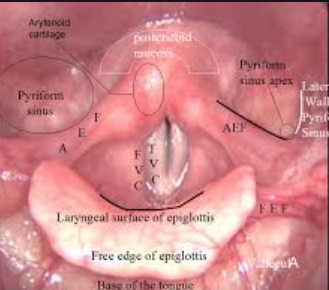 Arytenoid
cartilage
postcricoid
mucosa
Pyriform
sinus apex
Pyriform
sinus
Later
Wall
Pyrif
Sinus
F
E
A
AEF
F
V
C
T
V
C
Laryngeal surface of epiglottis
F E F
Free edge of epiglottis
Base of the tongue